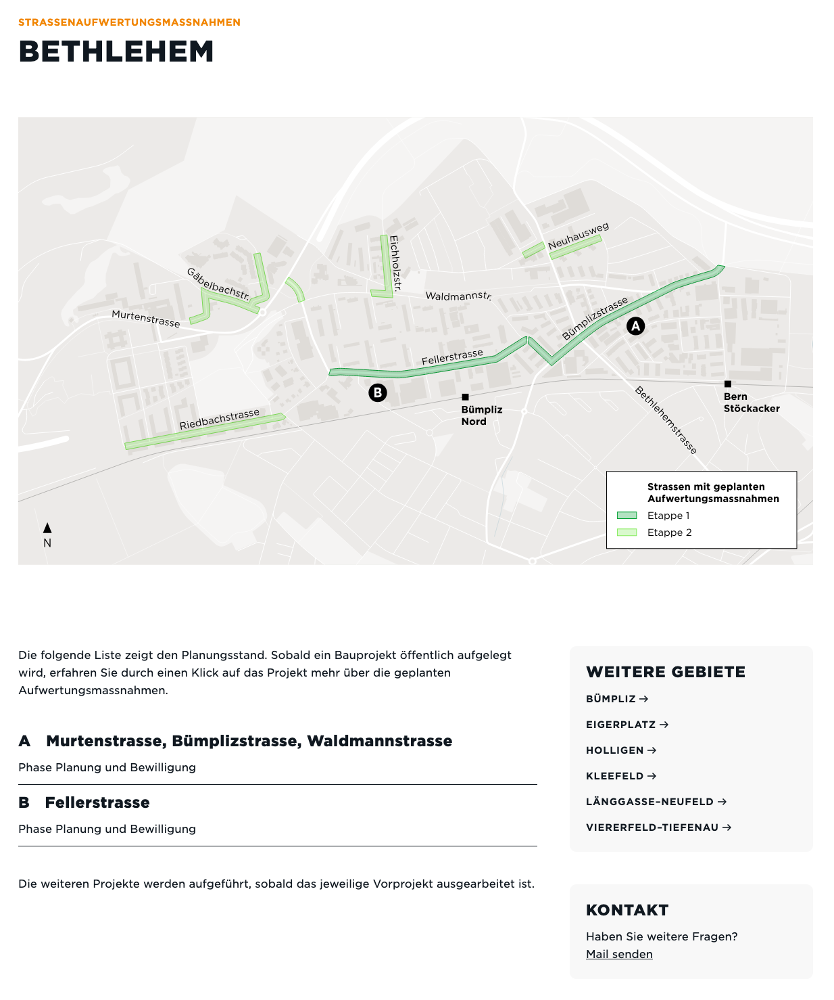 STRASSENAUFWERTUNGSMASSNAHMEN
BETHLEHEM
Neuhausweg
Eichholzstr.
Gäbelbachstr.
Waldmannstr.
Murtenstrasse
Bümplizstrasse
A
Fellerstrasse
B
Bümpliz
Nord
Bern
Stöckacker
Bethlehemstrasse
Riedbachstrasse
Strassen mit geplanten
Aufwertungsmassnahmen
Etappe 1
Etappe 2
N
Die folgende Liste zeigt den Planungsstand. Sobald ein Bauprojekt öffentlich aufgelegt
wird, erfahren Sie durch einen Klick auf das Projekt mehr über die geplanten
Aufwertungsmassnahmen.
A Murtenstrasse, Bümplizstrasse, Waldmannstrasse
Phase Planung und Bewilligung
B Fellerstrasse
Phase Planung und Bewilligung
Die weiteren Projekte werden aufgeführt, sobald das jeweilige Vorprojekt ausgearbeitet ist.
WEITERE GEBIETE
BÜMPLIZ →
EIGERPLATZ →
HOLLIGEN →
KLEEFELD →
LÄNGGASSE–NEUFELD →
VIERERFELD–TIEFENAU →
KONTAKT
Haben Sie weitere Fragen?
Mail senden